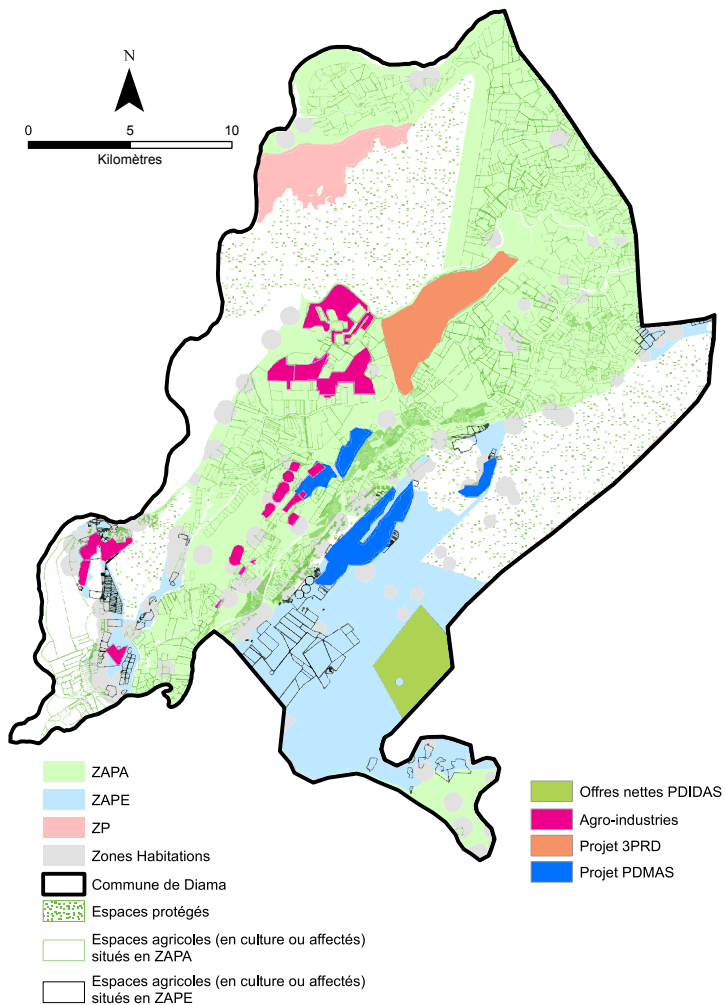 N
0 5 10
Kilomètres
ZAPA
ZAPE
ZP
Zones Habitations
Commune de Diama
Espaces protégés
Espaces agricoles (en culture ou affectés)
situés en ZAPA
Espaces agricoles (en culture ou affectés)
situés en ZAPE
Offres nettes PDIDAS
Agro-industries
Projet 3PRD
Projet PDMAS